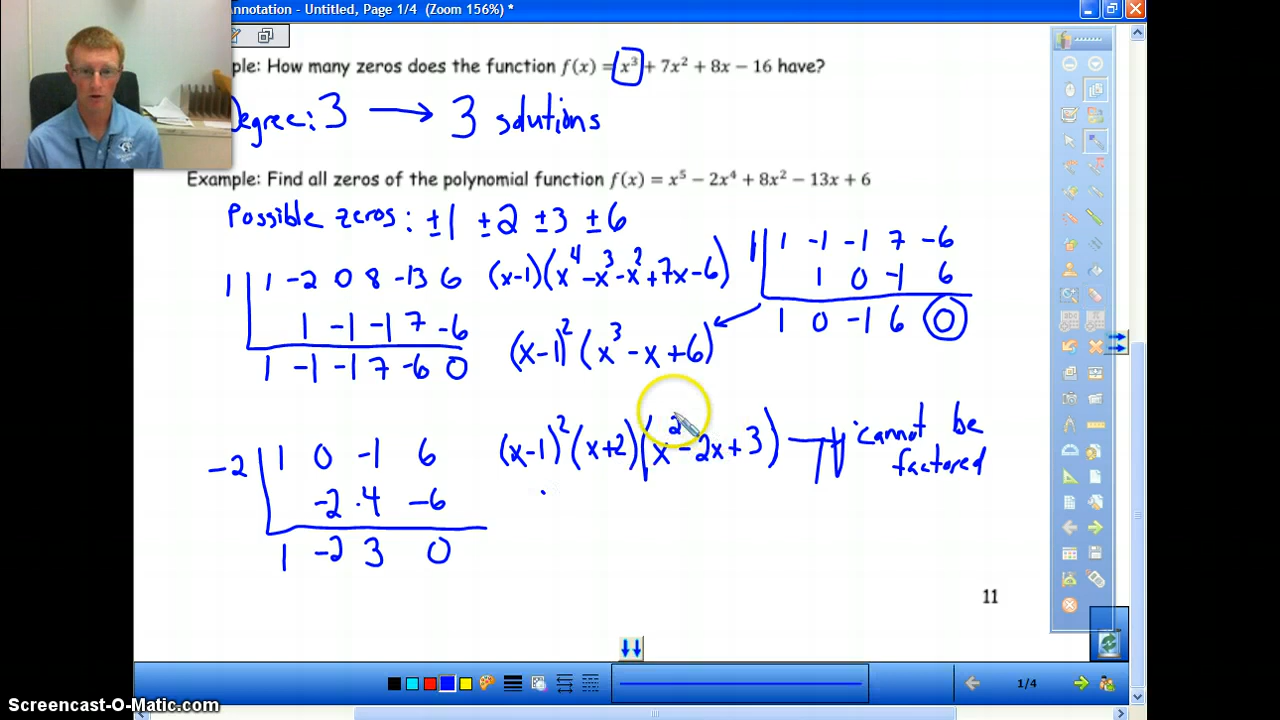 Annotation - Untitled, Page 1/4 (Zoom 156%) *
ple: How many zeros does the function f(x) = x³ + 7x² + 8x − 16 have?
Degree: 3 → 3 solutions
Example: Find all zeros of the polynomial function f(x) = x⁵ − 2x⁴ + 8x² − 13x + 6
Possible zeros: ±1 ±2 ±3 ±6
1 | 1 -2 0 8 -13 6
1 -1 -1 7 -6
1 -1 -1 7 -6 0
(x-1)(x⁴-x³-x²+7x-6)
1 | 1 -1 -1 7 -6
1 0 -1 6
1 0 -1 6 0
(x-1)²(x³-x+6)
-2 | 1 0 -1 6
-2 4 -6
1 -2 3 0
(x-1)²(x+2)(x²-2x+3) → cannot be
factored
11
1/4
Screencast-O-Matic.com